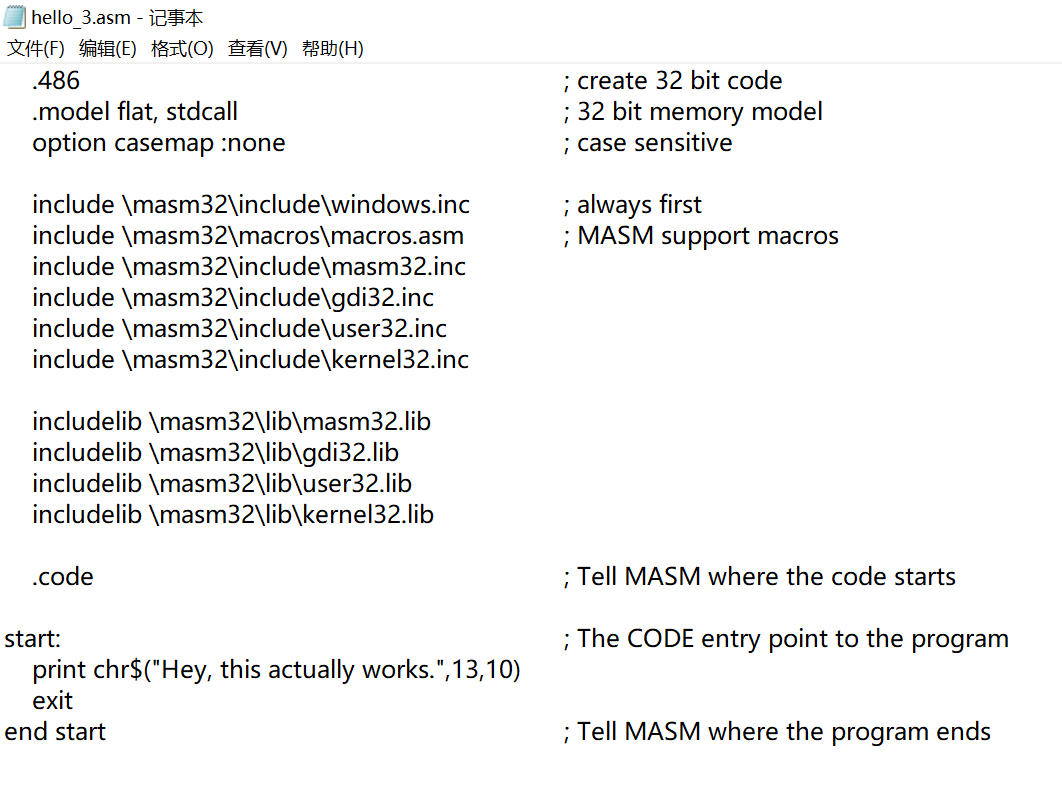 hello_3.asm - 记事本
文件(F) 编辑(E) 格式(O) 查看(V) 帮助(H)
.486 ; create 32 bit code
.model flat, stdcall ; 32 bit memory model
option casemap :none ; case sensitive
include \masm32\include\windows.inc ; always first
include \masm32\macros\macros.asm ; MASM support macros
include \masm32\include\masm32.inc
include \masm32\include\gdi32.inc
include \masm32\include\user32.inc
include \masm32\include\kernel32.inc
includelib \masm32\lib\masm32.lib
includelib \masm32\lib\gdi32.lib
includelib \masm32\lib\user32.lib
includelib \masm32\lib\kernel32.lib
.code ; Tell MASM where the code starts
start: ; The CODE entry point to the program
print chr$("Hey, this actually works.",13,10)
exit
end start ; Tell MASM where the program ends